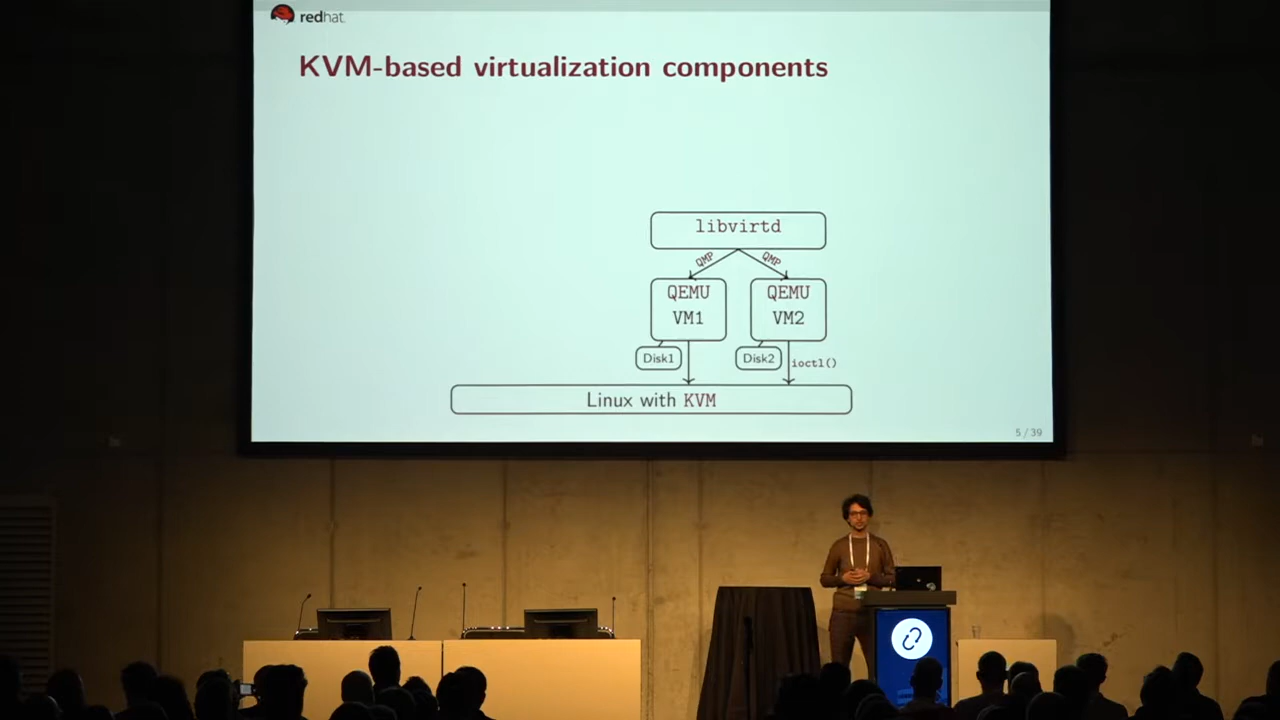 redhat.
KVM-based virtualization components
libvirtd
QMP QMP
QEMU VM1
QEMU VM2
Disk1
Disk2
ioctl()
Linux with KVM
5 / 39